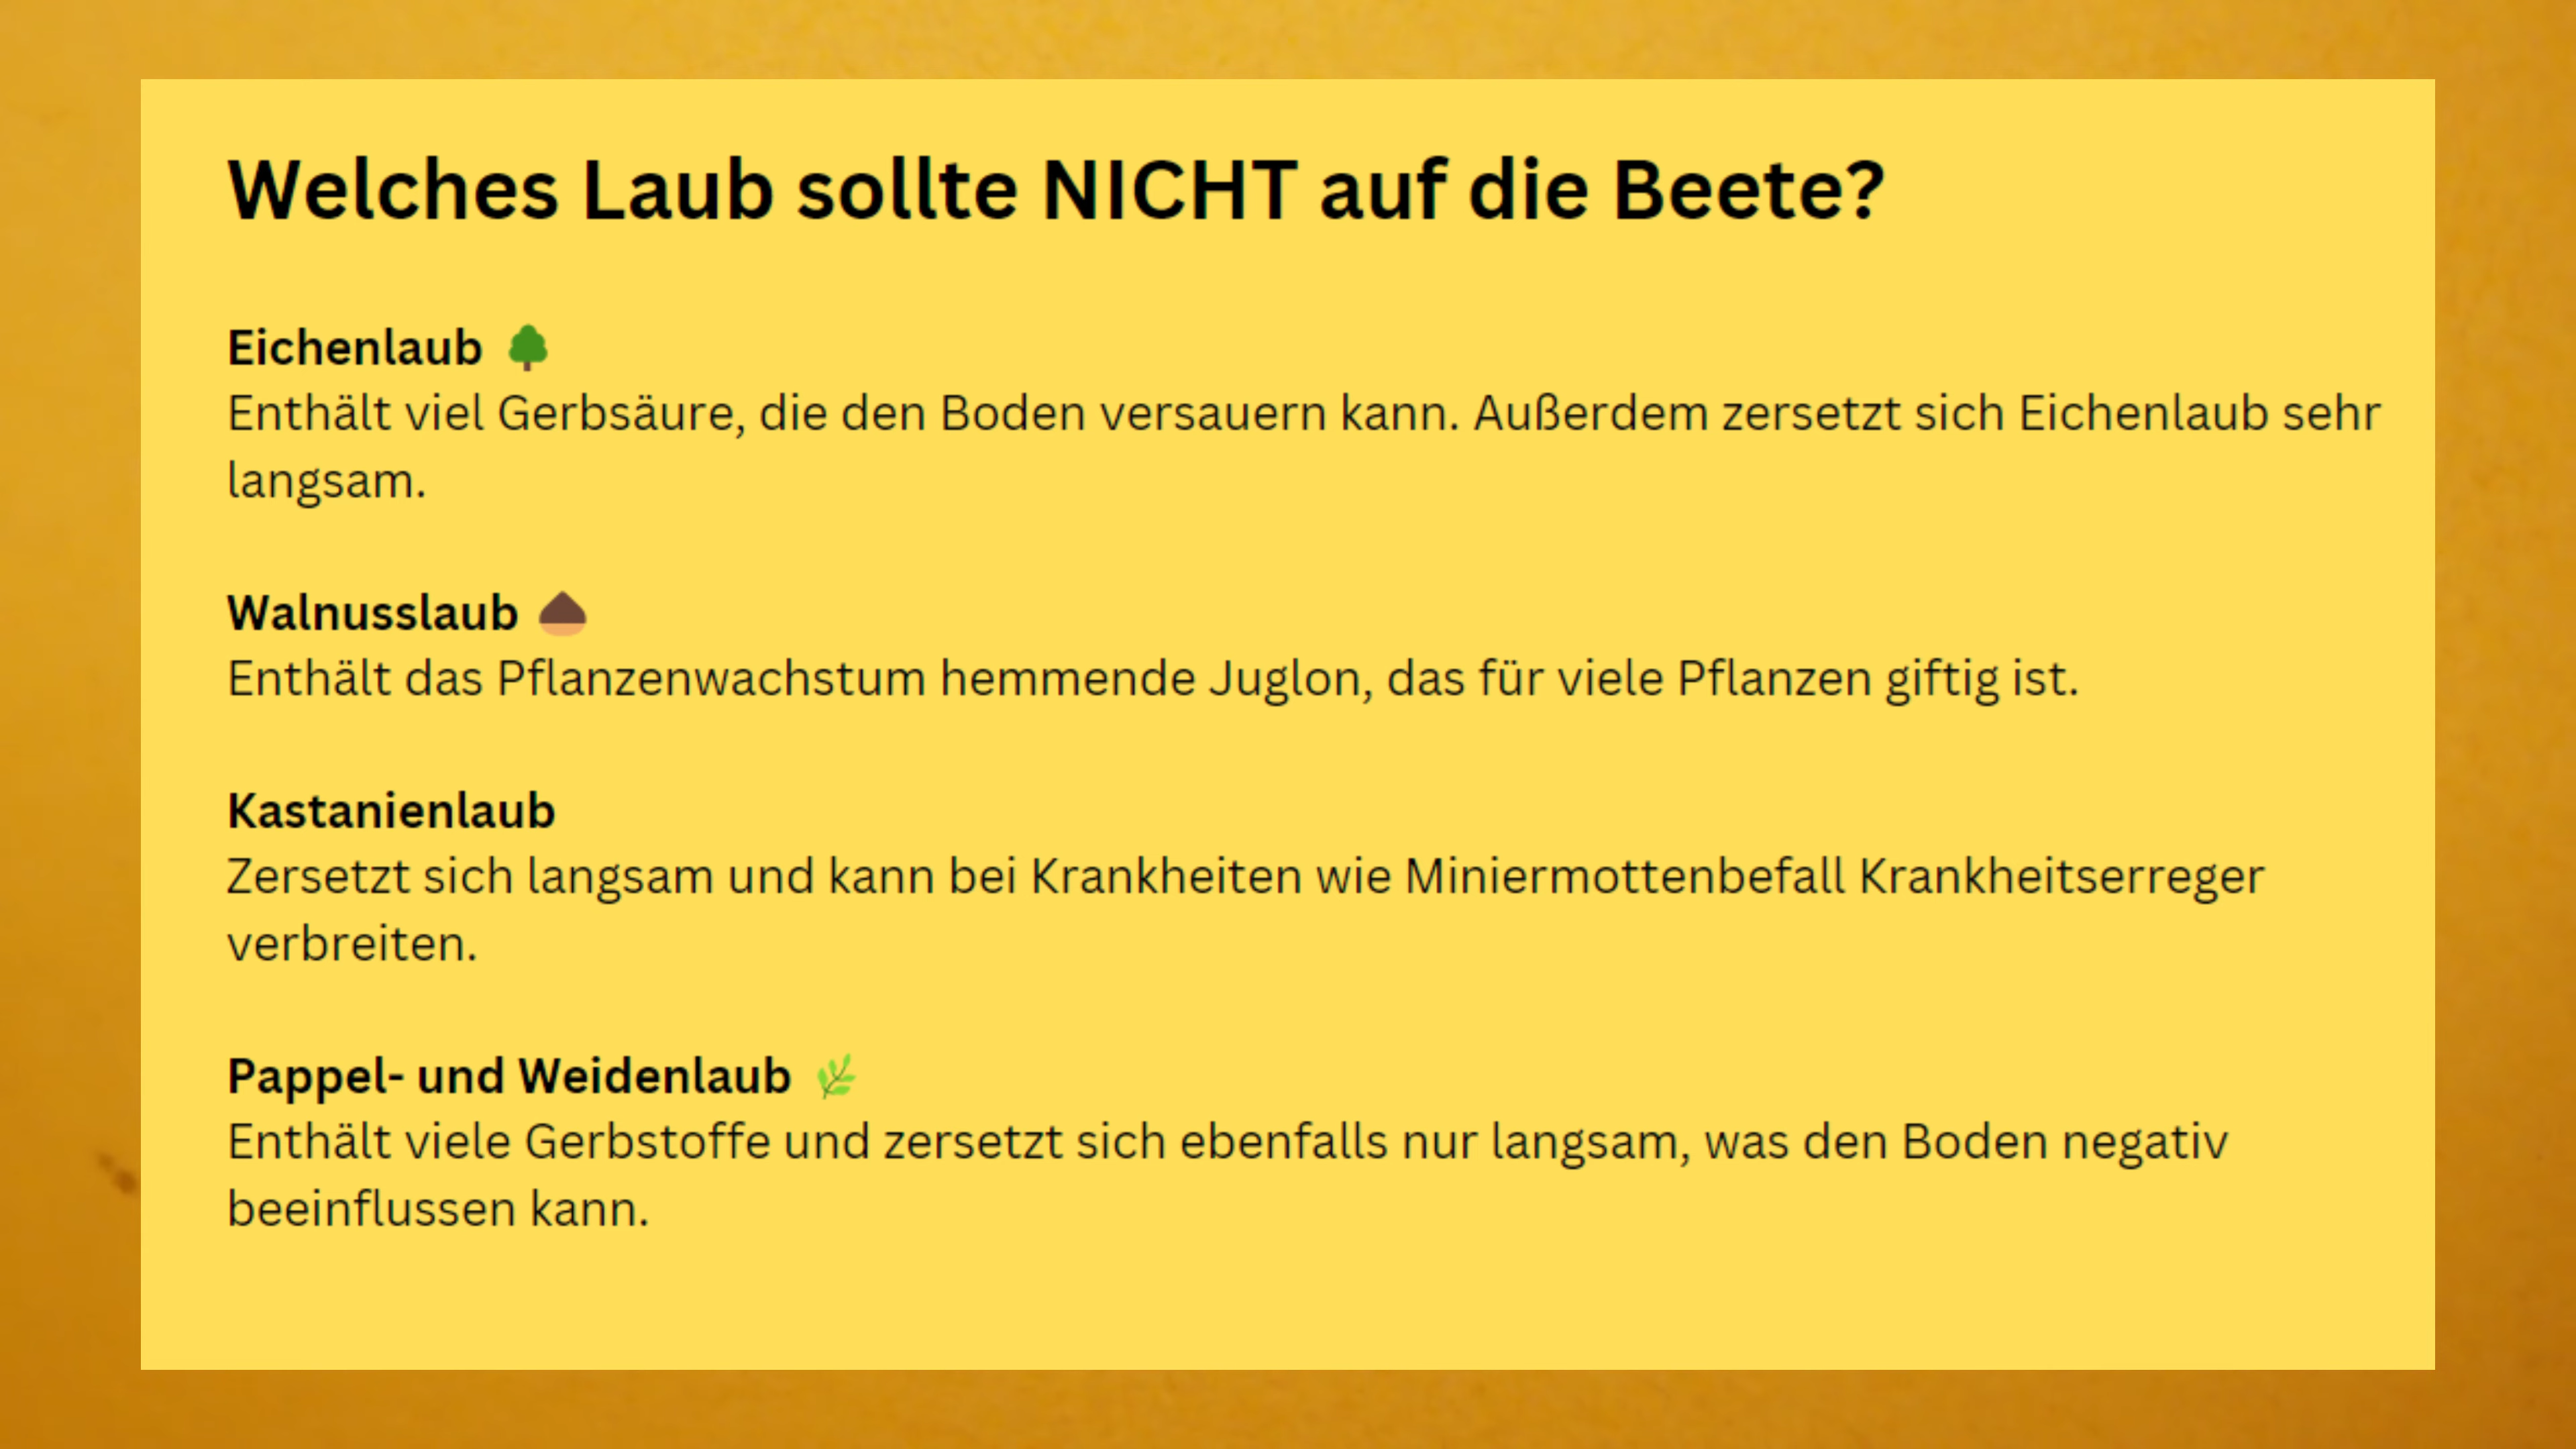 Welches Laub sollte NICHT auf die Beete?
Eichenlaub 🌳
Enthält viel Gerbsäure, die den Boden versauern kann. Außerdem zersetzt sich Eichenlaub sehr
langsam.
Walnusslaub 🌰
Enthält das Pflanzenwachstum hemmende Juglon, das für viele Pflanzen giftig ist.
Kastanienlaub
Zersetzt sich langsam und kann bei Krankheiten wie Miniermottenbefall Krankheitserreger
verbreiten.
Pappel- und Weidenlaub 🌿
Enthält viele Gerbstoffe und zersetzt sich ebenfalls nur langsam, was den Boden negativ
beeinflussen kann.